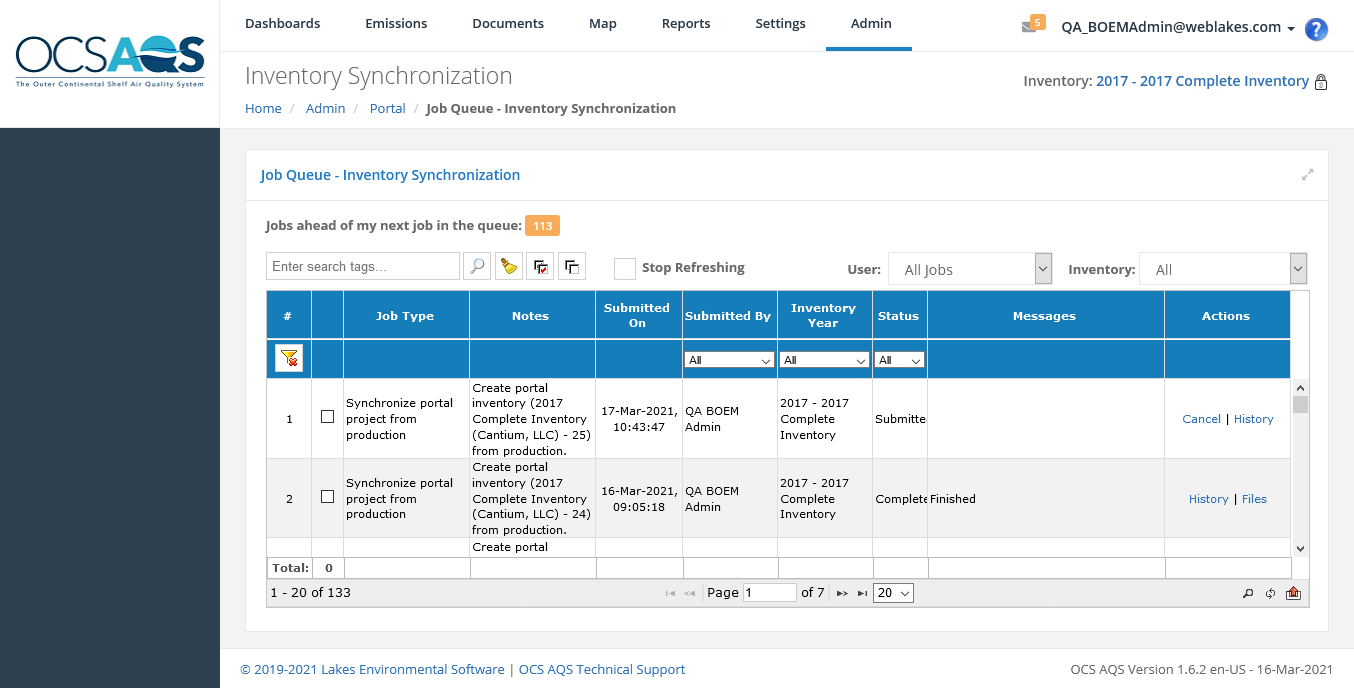 OCSAQS
The Outer Continental Shelf Air Quality System
Dashboards Emissions Documents Map Reports Settings Admin
5 QA_BOEMAdmin@weblakes.com ?
Inventory Synchronization
Inventory: 2017 - 2017 Complete Inventory
Home / Admin / Portal / Job Queue - Inventory Synchronization
Job Queue - Inventory Synchronization
Jobs ahead of my next job in the queue: 113
Enter search tags...
Stop Refreshing
User: All Jobs
Inventory: All
# Job Type Notes Submitted
On Submitted By Inventory
Year Status Messages Actions
All All All
1
Synchronize portal
project from
production
Create portal
inventory (2017
Complete Inventory
(Cantium, LLC) - 25)
from production.
17-Mar-2021,
10:43:47
QA BOEM
Admin
2017 - 2017
Complete
Inventory
Submitte
Cancel | History
2
Synchronize portal
project from
production
Create portal
inventory (2017
Complete Inventory
(Cantium, LLC) - 24)
from production.
16-Mar-2021,
09:05:18
QA BOEM
Admin
2017 - 2017
Complete
Inventory
Complete
Finished
History | Files
Create portal
Total: 0
1 - 20 of 133
Page 1 of 7
20
© 2019-2021 Lakes Environmental Software | OCS AQS Technical Support
OCS AQS Version 1.6.2 en-US - 16-Mar-2021